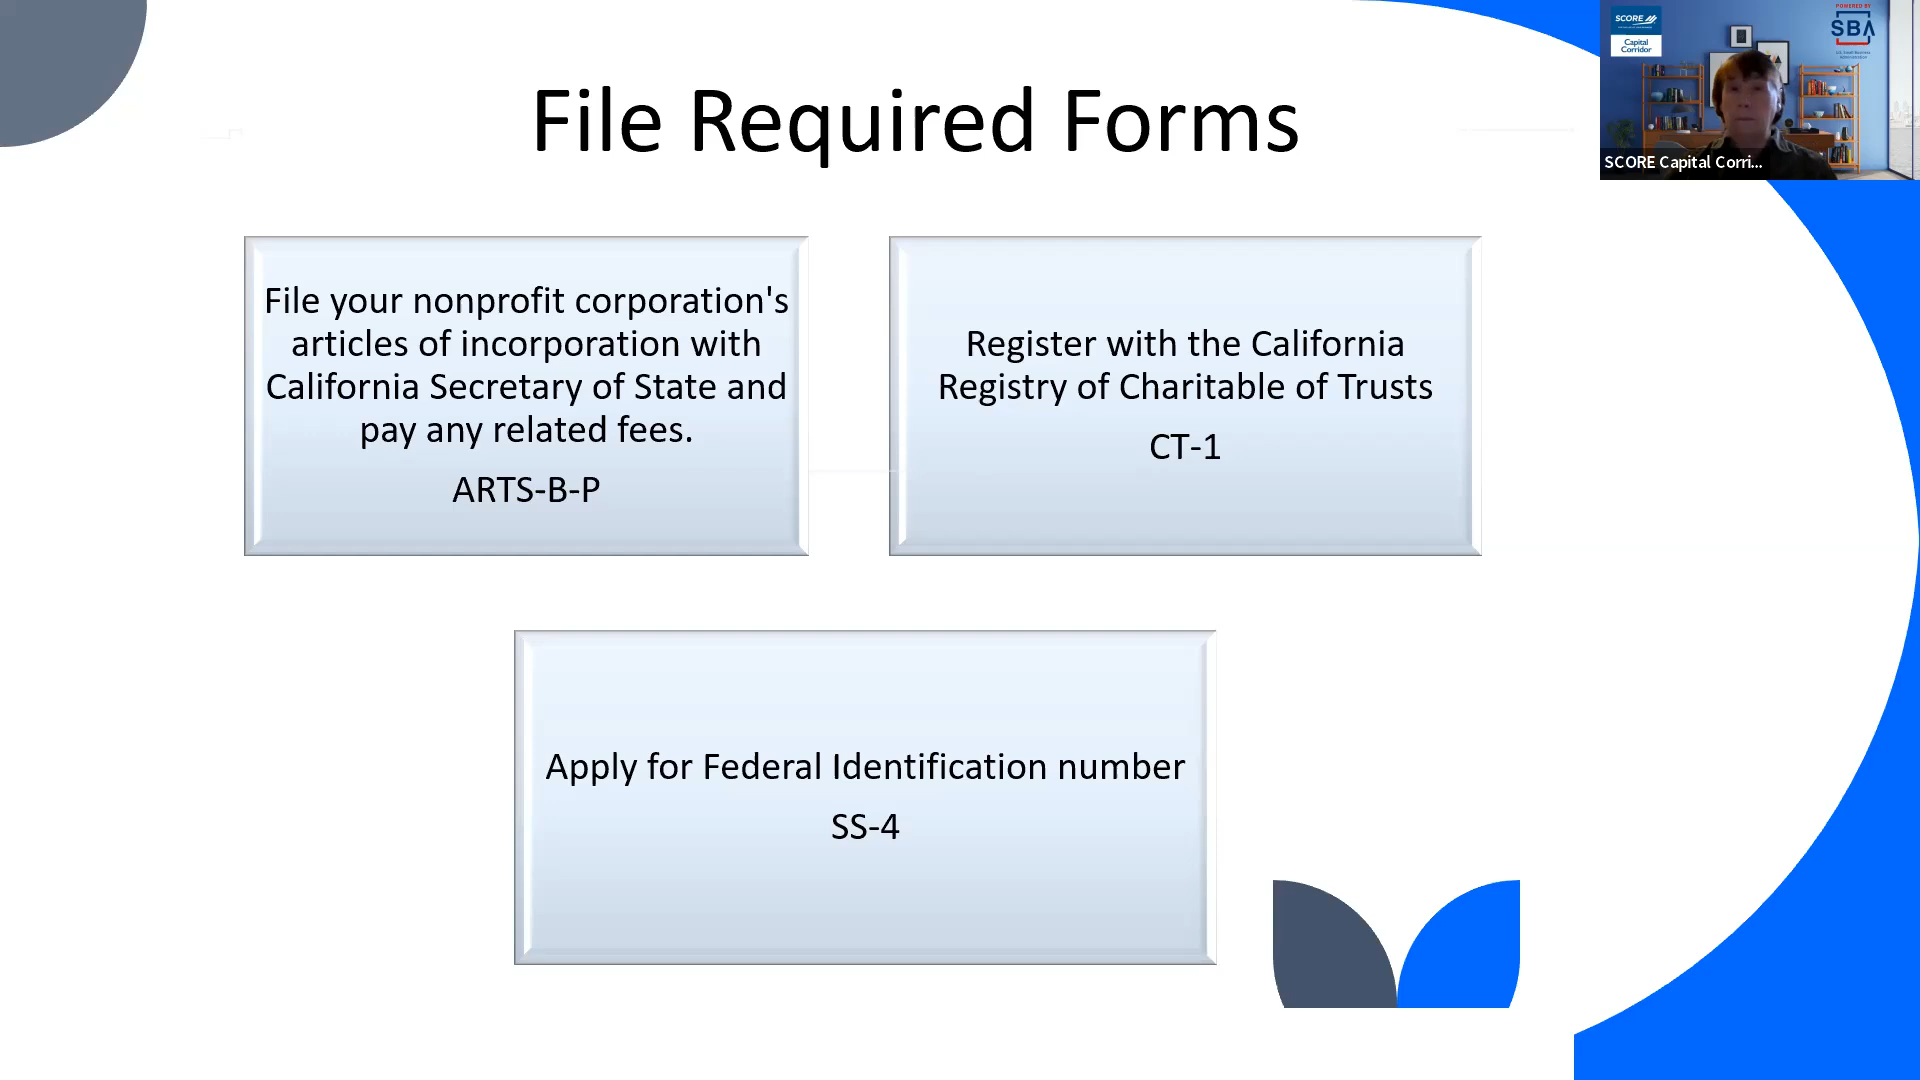 File Required Forms
File your nonprofit corporation's
articles of incorporation with
California Secretary of State and
pay any related fees.
ARTS-B-P
Register with the California
Registry of Charitable of Trusts
CT-1
Apply for Federal Identification number
SS-4
SCORE
Capital
Corridor
POWERED BY
SBA
SCORE Capital Corri...